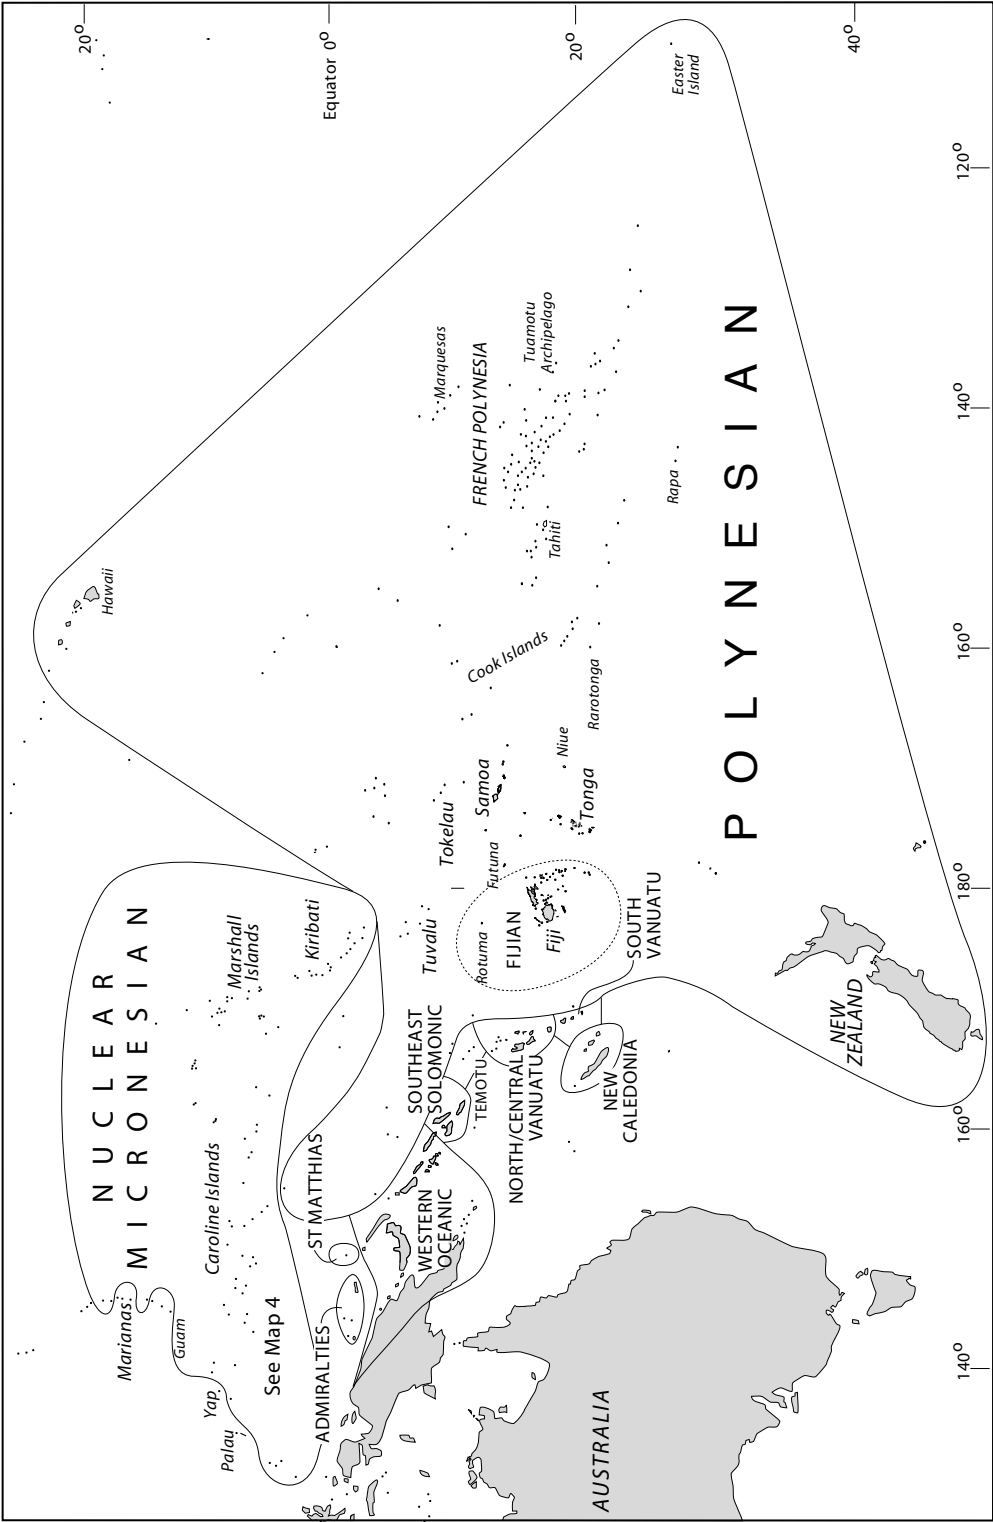 20°
Equator 0°
20°
40°
120°
140°
160°
180°
160°
140°
Easter
Island
Marquesas
FRENCH POLYNESIA
Tuamotu
Archipelago
Tahiti
Rapa
Hawaii
Cook Islands
Rarotonga
Niue
Samoa
Tonga
Tokelau
Futuna
Tuvalu
Rotuma
FIJIAN
Fiji
POLYNESIAN
SOUTH
VANUATU
NUCLEAR
MICRONESIAN
Marshall
Islands
Kiribati
Caroline Islands
Marianas
Guam
Yap
Palau
See Map 4
ST MATTHIAS
ADMIRALTIES
WESTERN
OCEANIC
SOUTHEAST
SOLOMONIC
TEMOTU
NORTH/CENTRAL
VANUATU
NEW
CALEDONIA
NEW
ZEALAND
AUSTRALIA